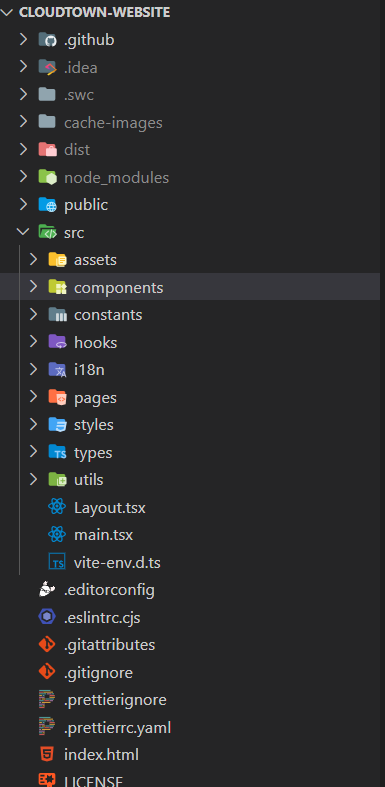 CLOUDTOWN-WEBSITE
.github
.idea
.swc
cache-images
dist
node_modules
public
src
assets
components
constants
hooks
i18n
pages
styles
types
utils
Layout.tsx
main.tsx
vite-env.d.ts
.editorconfig
.eslintrc.cjs
.gitattributes
.gitignore
.prettierignore
.prettierrc.yaml
index.html
LICENSE